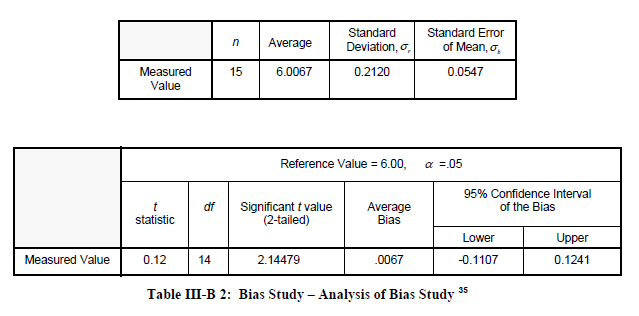 n Average Standard Deviation, σr Standard Error of Mean, σb
Measured Value 15 6.0067 0.2120 0.0547
Reference Value = 6.00, α =.05
t statistic df Significant t value (2-tailed) Average Bias 95% Confidence Interval of the Bias
Lower Upper
Measured Value 0.12 14 2.14479 .0067 -0.1107 0.1241
Table III-B 2: Bias Study – Analysis of Bias Study 35